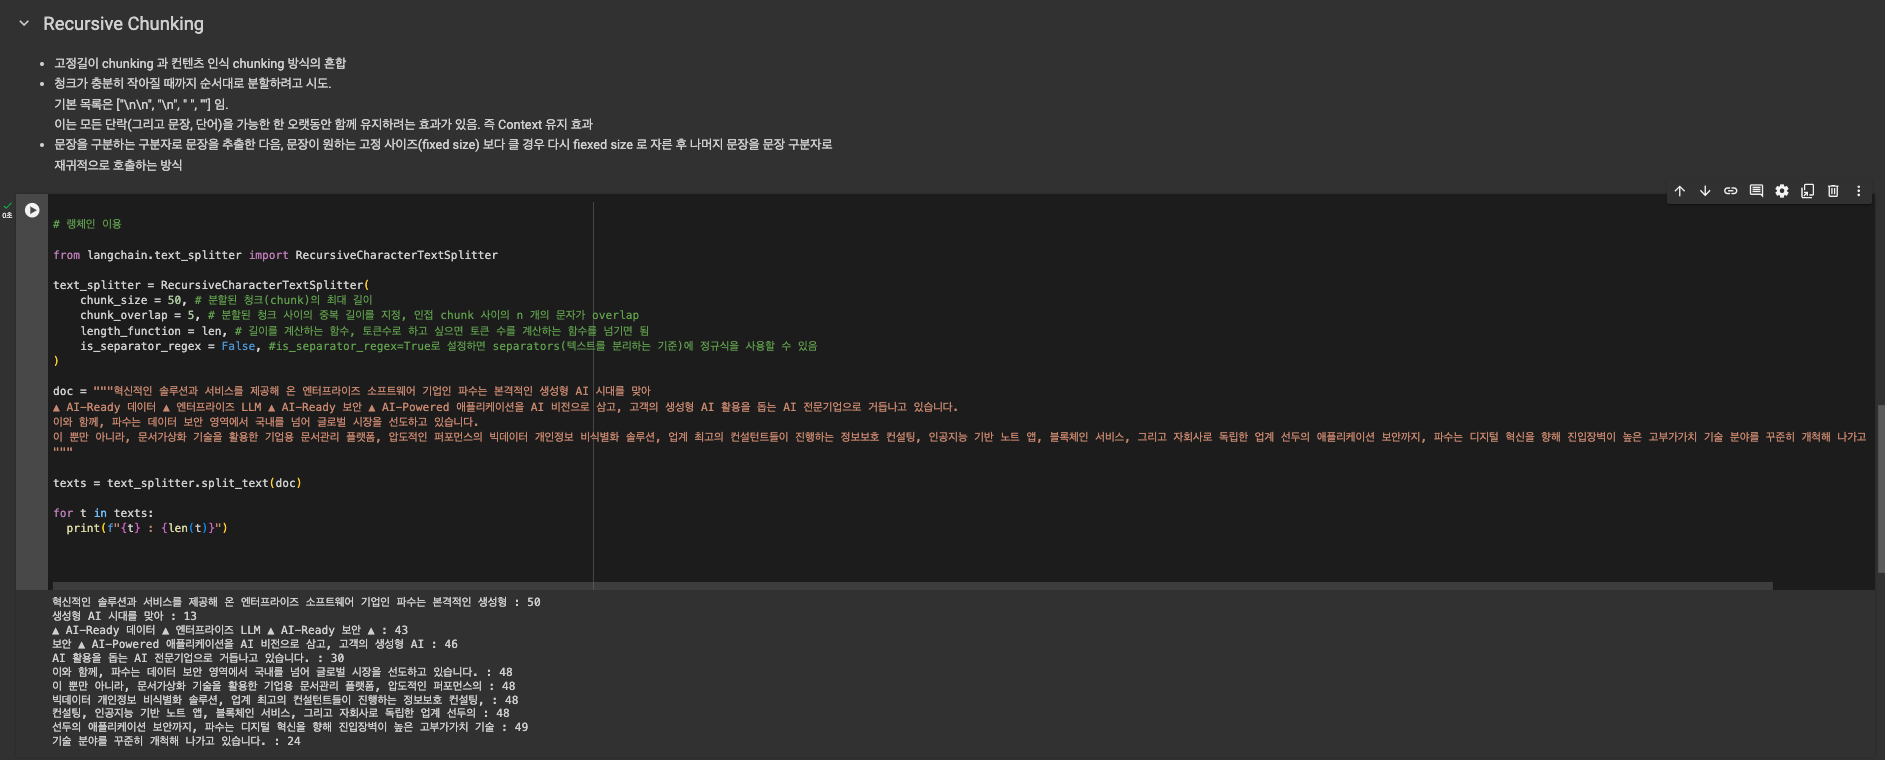 Recursive Chunking
• 고정길이 chunking 과 컨텐츠 인식 chunking 방식의 혼합
• 청크가 충분히 작아질 때까지 순서대로 분할하려고 시도.
기본 목록은 ["\n\n", "\n", " ", ""] 임.
이는 모든 단락(그리고 문장, 단어)을 가능한 한 오랫동안 함께 유지하려는 효과가 있음. 즉 Context 유지 효과
• 문장을 구분하는 구분자로 문장을 추출한 다음, 문장이 원하는 고정 사이즈(fixed size) 보다 클 경우 다시 fiexed size 로 자른 후 나머지 문장을 문장 구분자로
재귀적으로 호출하는 방식
0초
# 랭체인 이용
from langchain.text_splitter import RecursiveCharacterTextSplitter
text_splitter = RecursiveCharacterTextSplitter(
    chunk_size = 50, # 분할된 청크(chunk)의 최대 길이
    chunk_overlap = 5, # 분할된 청크 사이의 중복 길이를 지정, 인접 chunk 사이의 n 개의 문자가 overlap
    length_function = len, # 길이를 계산하는 함수, 토큰수로 하고 싶으면 토큰 수를 계산하는 함수를 넘기면 됨
    is_separator_regex = False, #is_separator_regex=True로 설정하면 separators(텍스트를 분리하는 기준)에 정규식을 사용할 수 있음
)
doc = """혁신적인 솔루션과 서비스를 제공해 온 엔터프라이즈 소프트웨어 기업인 파수는 본격적인 생성형 AI 시대를 맞아
▲ AI-Ready 데이터 ▲ 엔터프라이즈 LLM ▲ AI-Ready 보안 ▲ AI-Powered 애플리케이션을 AI 비전으로 삼고, 고객의 생성형 AI 활용을 돕는 AI 전문기업으로 거듭나고 있습니다.
이와 함께, 파수는 데이터 보안 영역에서 국내를 넘어 글로벌 시장을 선도하고 있습니다.
이 뿐만 아니라, 문서가상화 기술을 활용한 기업용 문서관리 플랫폼, 압도적인 퍼포먼스의 빅데이터 개인정보 비식별화 솔루션, 업계 최고의 컨설턴트들이 진행하는 정보보호 컨설팅, 인공지능 기반 노트 앱, 블록체인 서비스, 그리고 자회사로 독립한 업계 선두의 애플리케이션 보안까지, 파수는 디지털 혁신을 향해 진입장벽이 높은 고부가가치 기술 분야를 꾸준히 개척해 나가고
"""
texts = text_splitter.split_text(doc)
for t in texts:
  print(f"{t} : {len(t)}")
혁신적인 솔루션과 서비스를 제공해 온 엔터프라이즈 소프트웨어 기업인 파수는 본격적인 생성형 : 50
생성형 AI 시대를 맞아 : 13
▲ AI-Ready 데이터 ▲ 엔터프라이즈 LLM ▲ AI-Ready 보안 ▲ : 43
보안 ▲ AI-Powered 애플리케이션을 AI 비전으로 삼고, 고객의 생성형 AI : 46
AI 활용을 돕는 AI 전문기업으로 거듭나고 있습니다. : 30
이와 함께, 파수는 데이터 보안 영역에서 국내를 넘어 글로벌 시장을 선도하고 있습니다. : 48
이 뿐만 아니라, 문서가상화 기술을 활용한 기업용 문서관리 플랫폼, 압도적인 퍼포먼스의 : 48
빅데이터 개인정보 비식별화 솔루션, 업계 최고의 컨설턴트들이 진행하는 정보보호 컨설팅, : 48
컨설팅, 인공지능 기반 노트 앱, 블록체인 서비스, 그리고 자회사로 독립한 업계 선두의 : 48
선두의 애플리케이션 보안까지, 파수는 디지털 혁신을 향해 진입장벽이 높은 고부가가치 기술 : 49
기술 분야를 꾸준히 개척해 나가고 있습니다. : 24